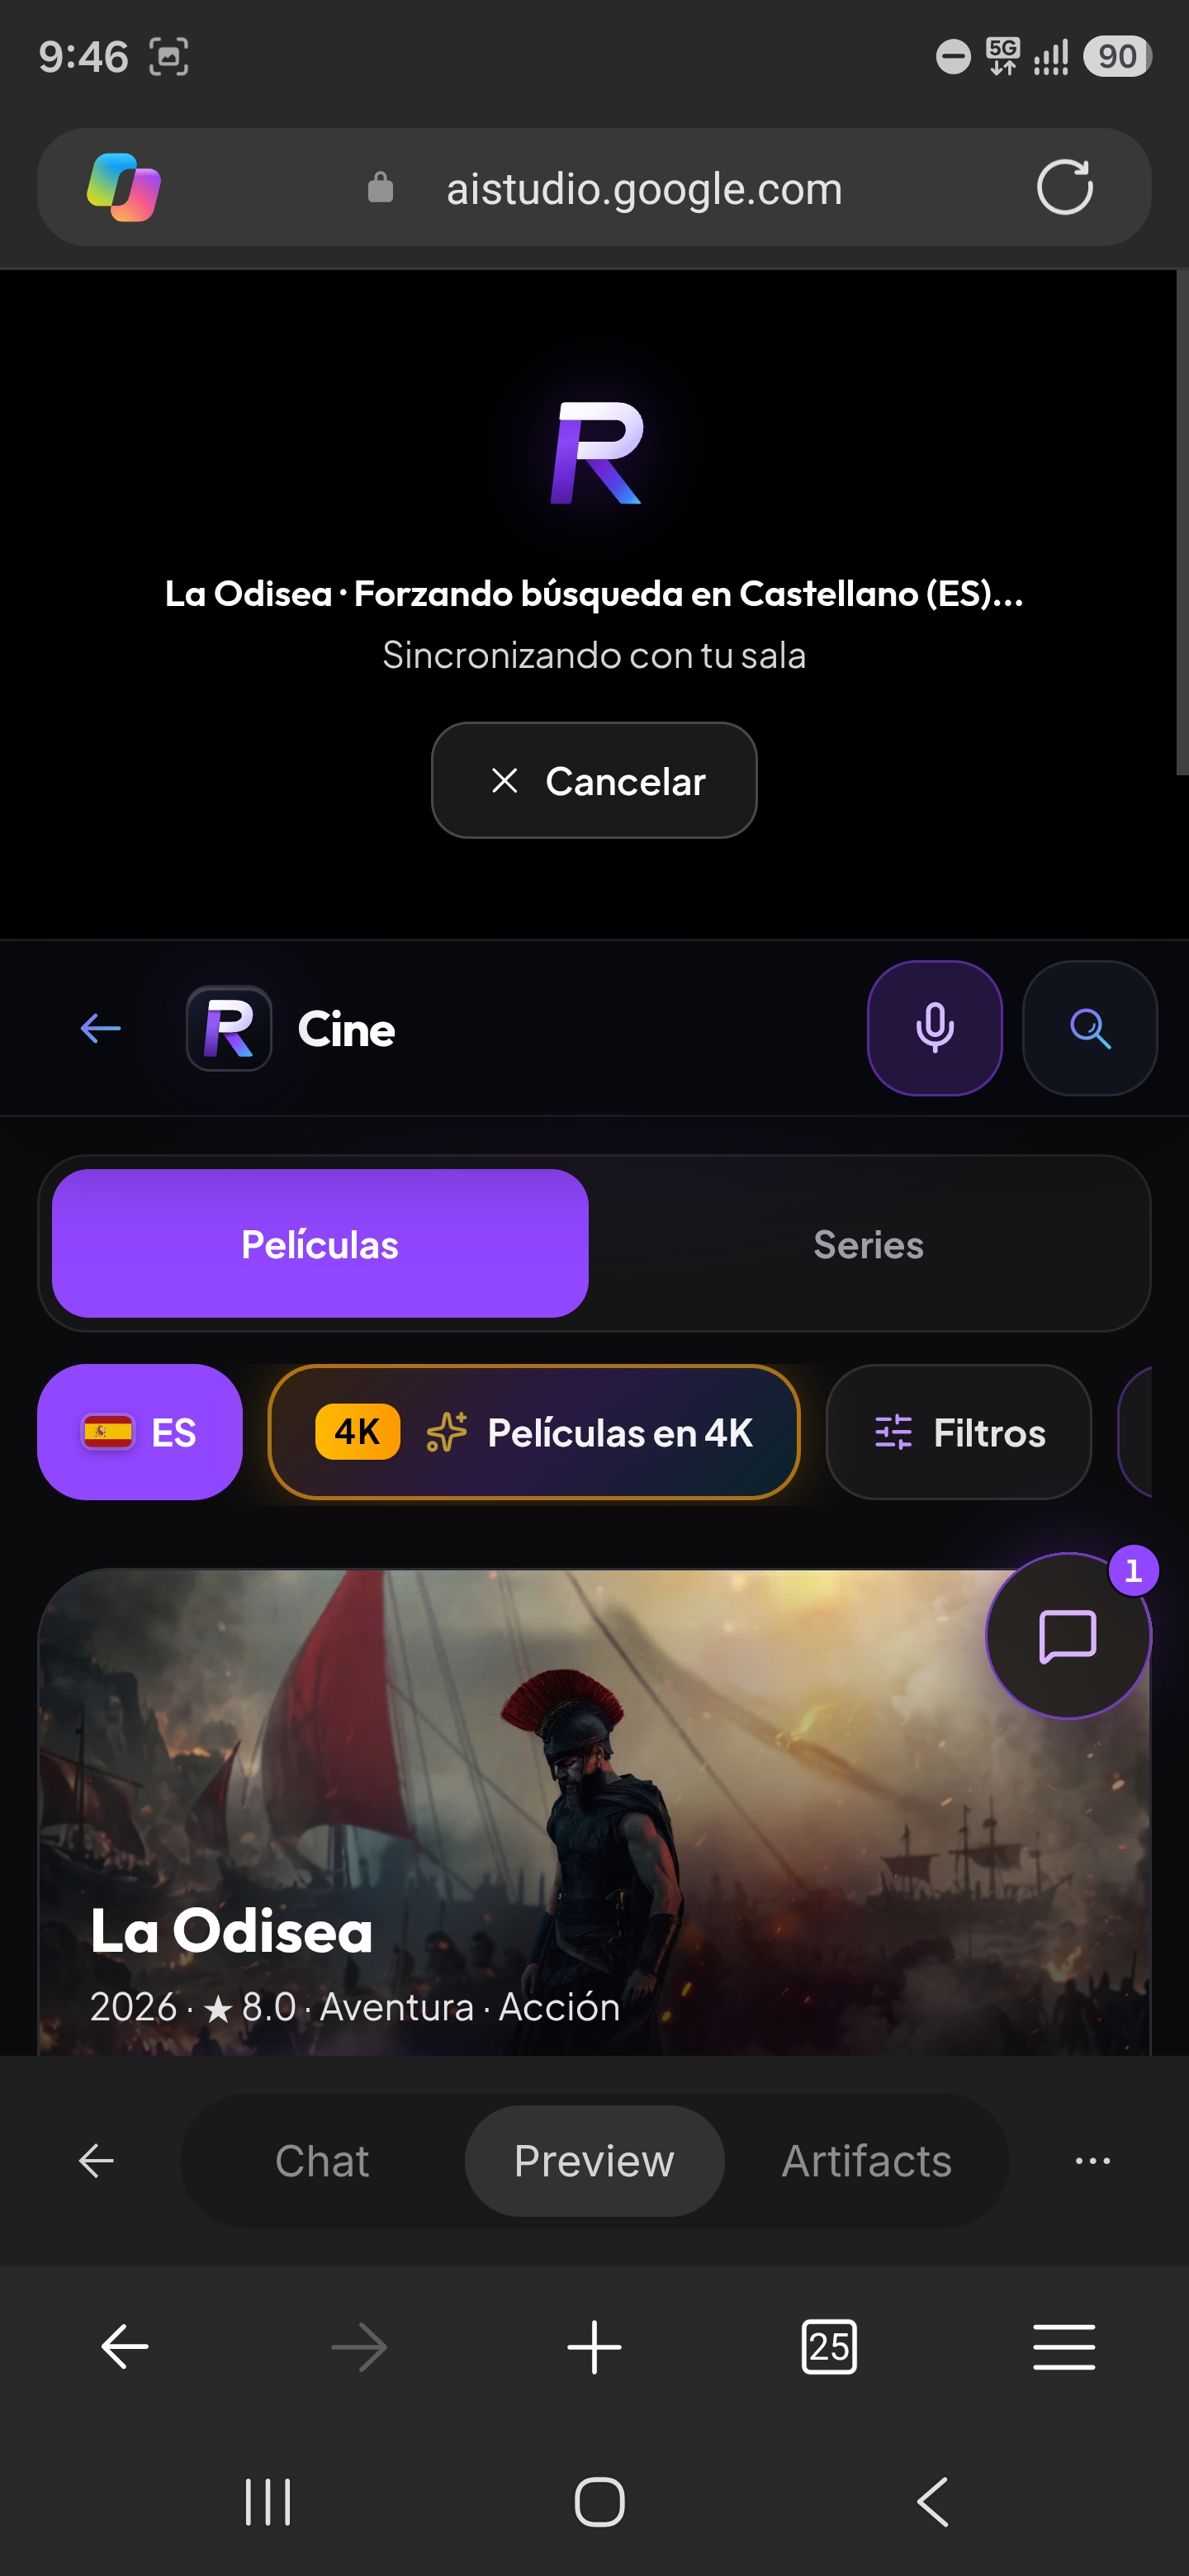 9:46
5G
90
aistudio.google.com
R
La Odisea · Forzando búsqueda en Castellano (ES)...
Sincronizando con tu sala
Cancelar
R
Cine
Películas
Series
ES
4K
Películas en 4K
Filtros
1
La Odisea
2026 · ★ 8.0 · Aventura · Acción
Chat
Preview
Artifacts
25